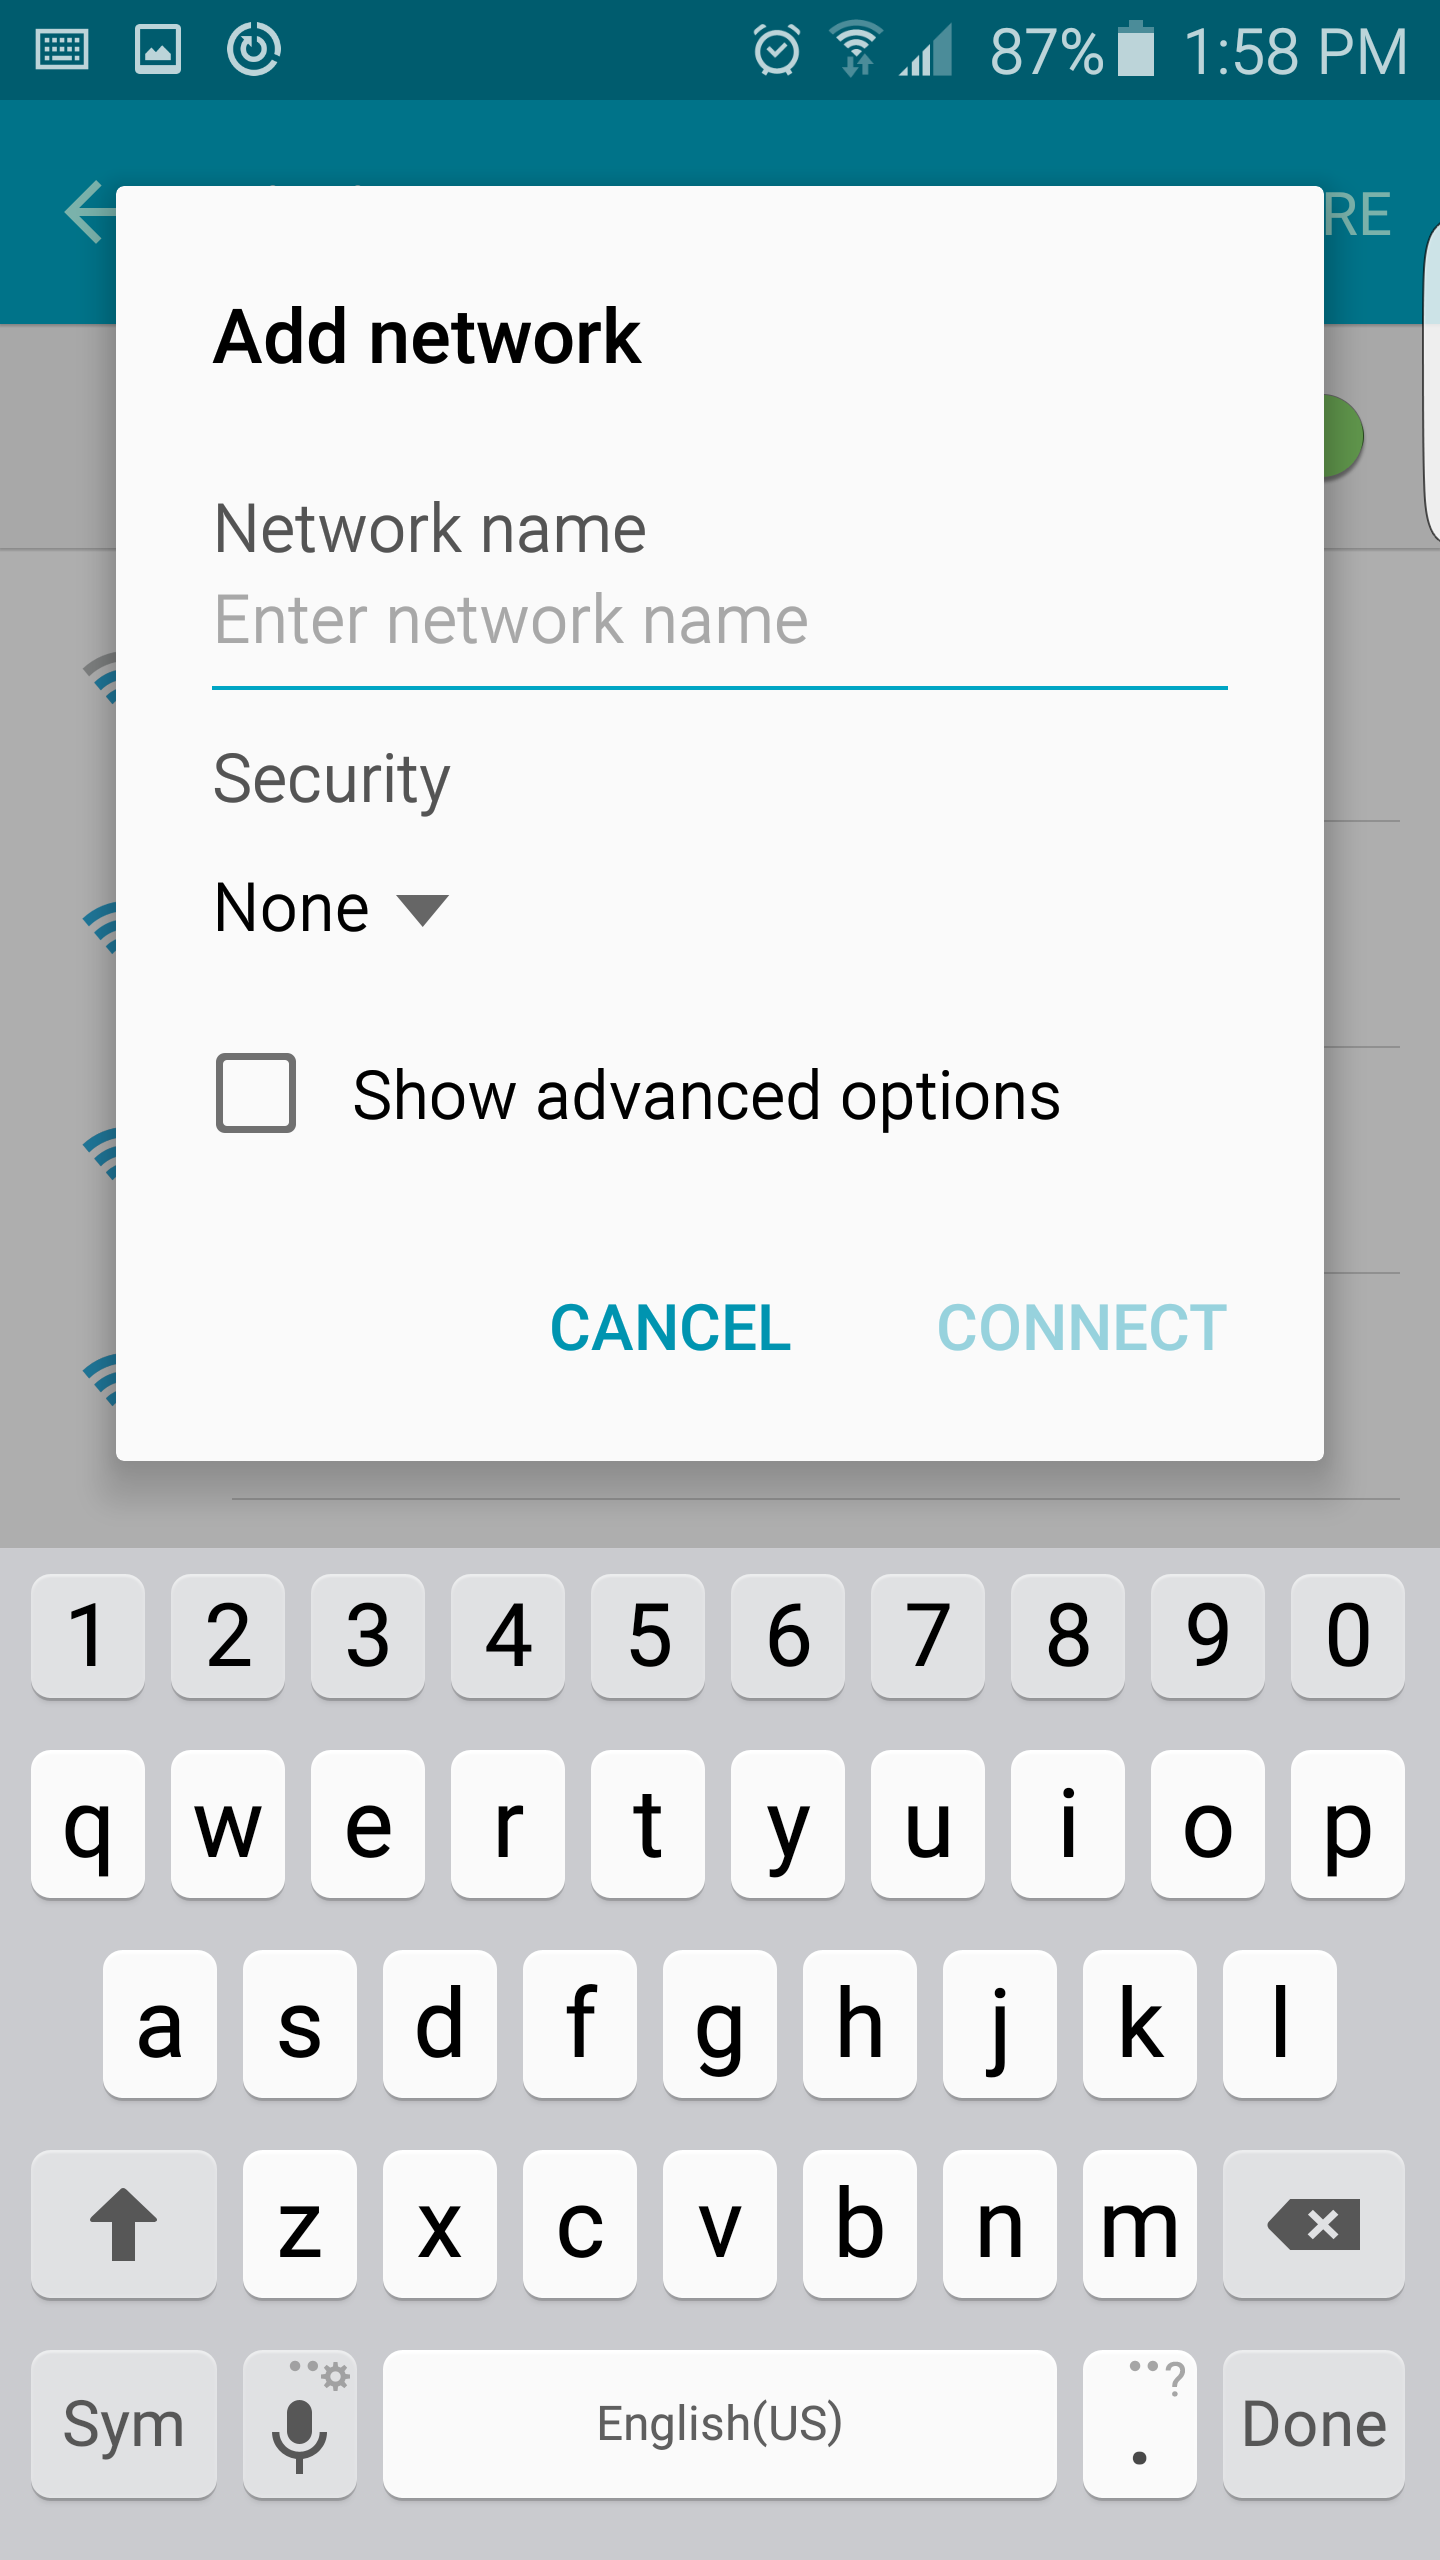 87% 1:58 PM
RE
Add network
Network name
Enter network name
Security
None
Show advanced options
CANCEL CONNECT
1 2 3 4 5 6 7 8 9 0
q w e r t y u i o p
a s d f g h j k l
z x c v b n m
Sym English(US) ? . Done